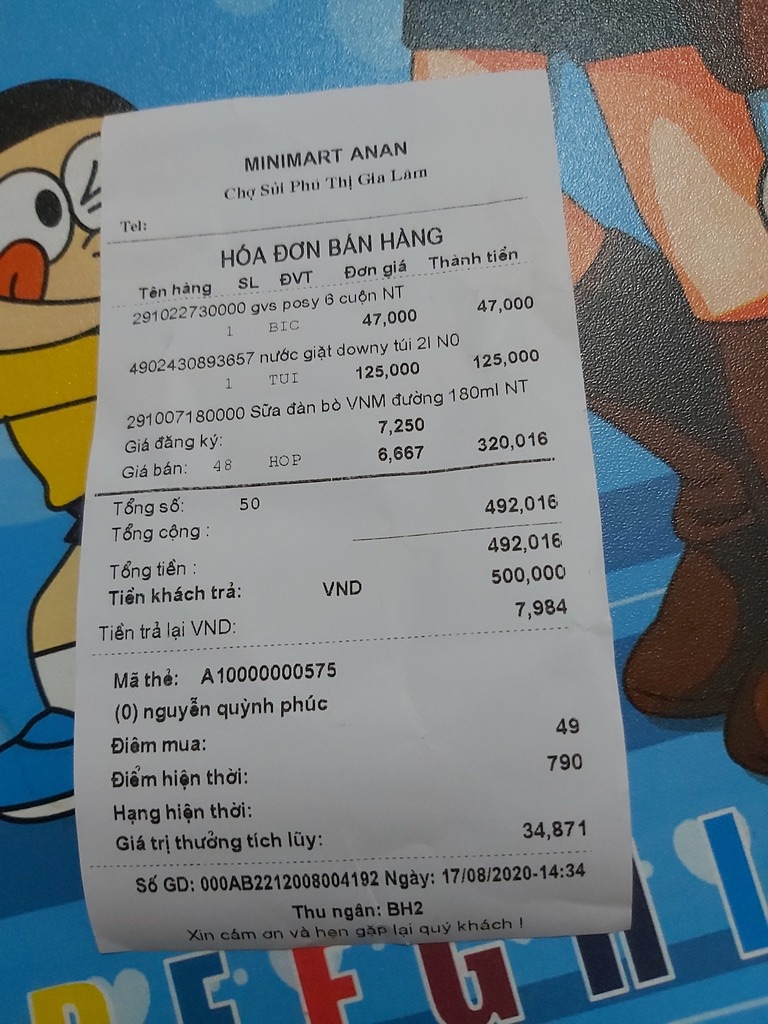 MINIMART ANAN
Chợ Sủi Phú Thị Gia Lâm
Tel:
HÓA ĐƠN BÁN HÀNG
Tên hàng SL ĐVT Đơn giá Thành tiền
291022730000 gvs posy 6 cuộn NT
1 BIC 47,000 47,000
4902430893657 nước giặt downy túi 2l N0
1 TUI 125,000 125,000
291007180000 Sữa đàn bò VNM đường 180ml NT
Giá đăng ký: 7,250
Giá bán: 48 HOP 6,667 320,016
Tổng số: 50
Tổng cộng : 492,016
Tổng tiền : 492,016
Tiền khách trả: VND 500,000
Tiền trả lại VND: 7,984
Mã thẻ: A10000000575
(0) nguyễn quỳnh phúc
Điểm mua: 49
Điểm hiện thời: 790
Hạng hiện thời:
Giá trị thưởng tích lũy: 34,871
Số GD: 000AB2212008004192 Ngày: 17/08/2020-14:34
Thu ngân: BH2
Xin cám ơn và hẹn gặp lại quý khách !
E F G H I